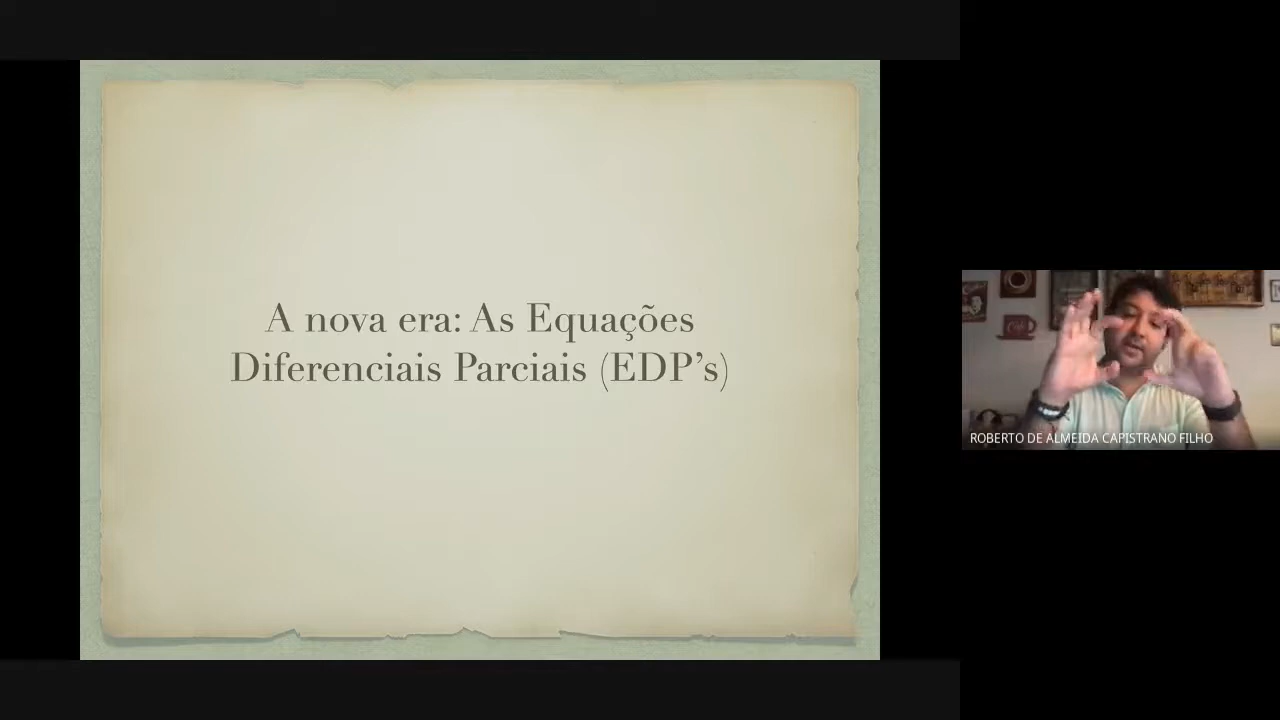 A nova era: As Equações
Diferenciais Parciais (EDP’s)
ROBERTO DE ALMEIDA CAPISTRANO FILHO